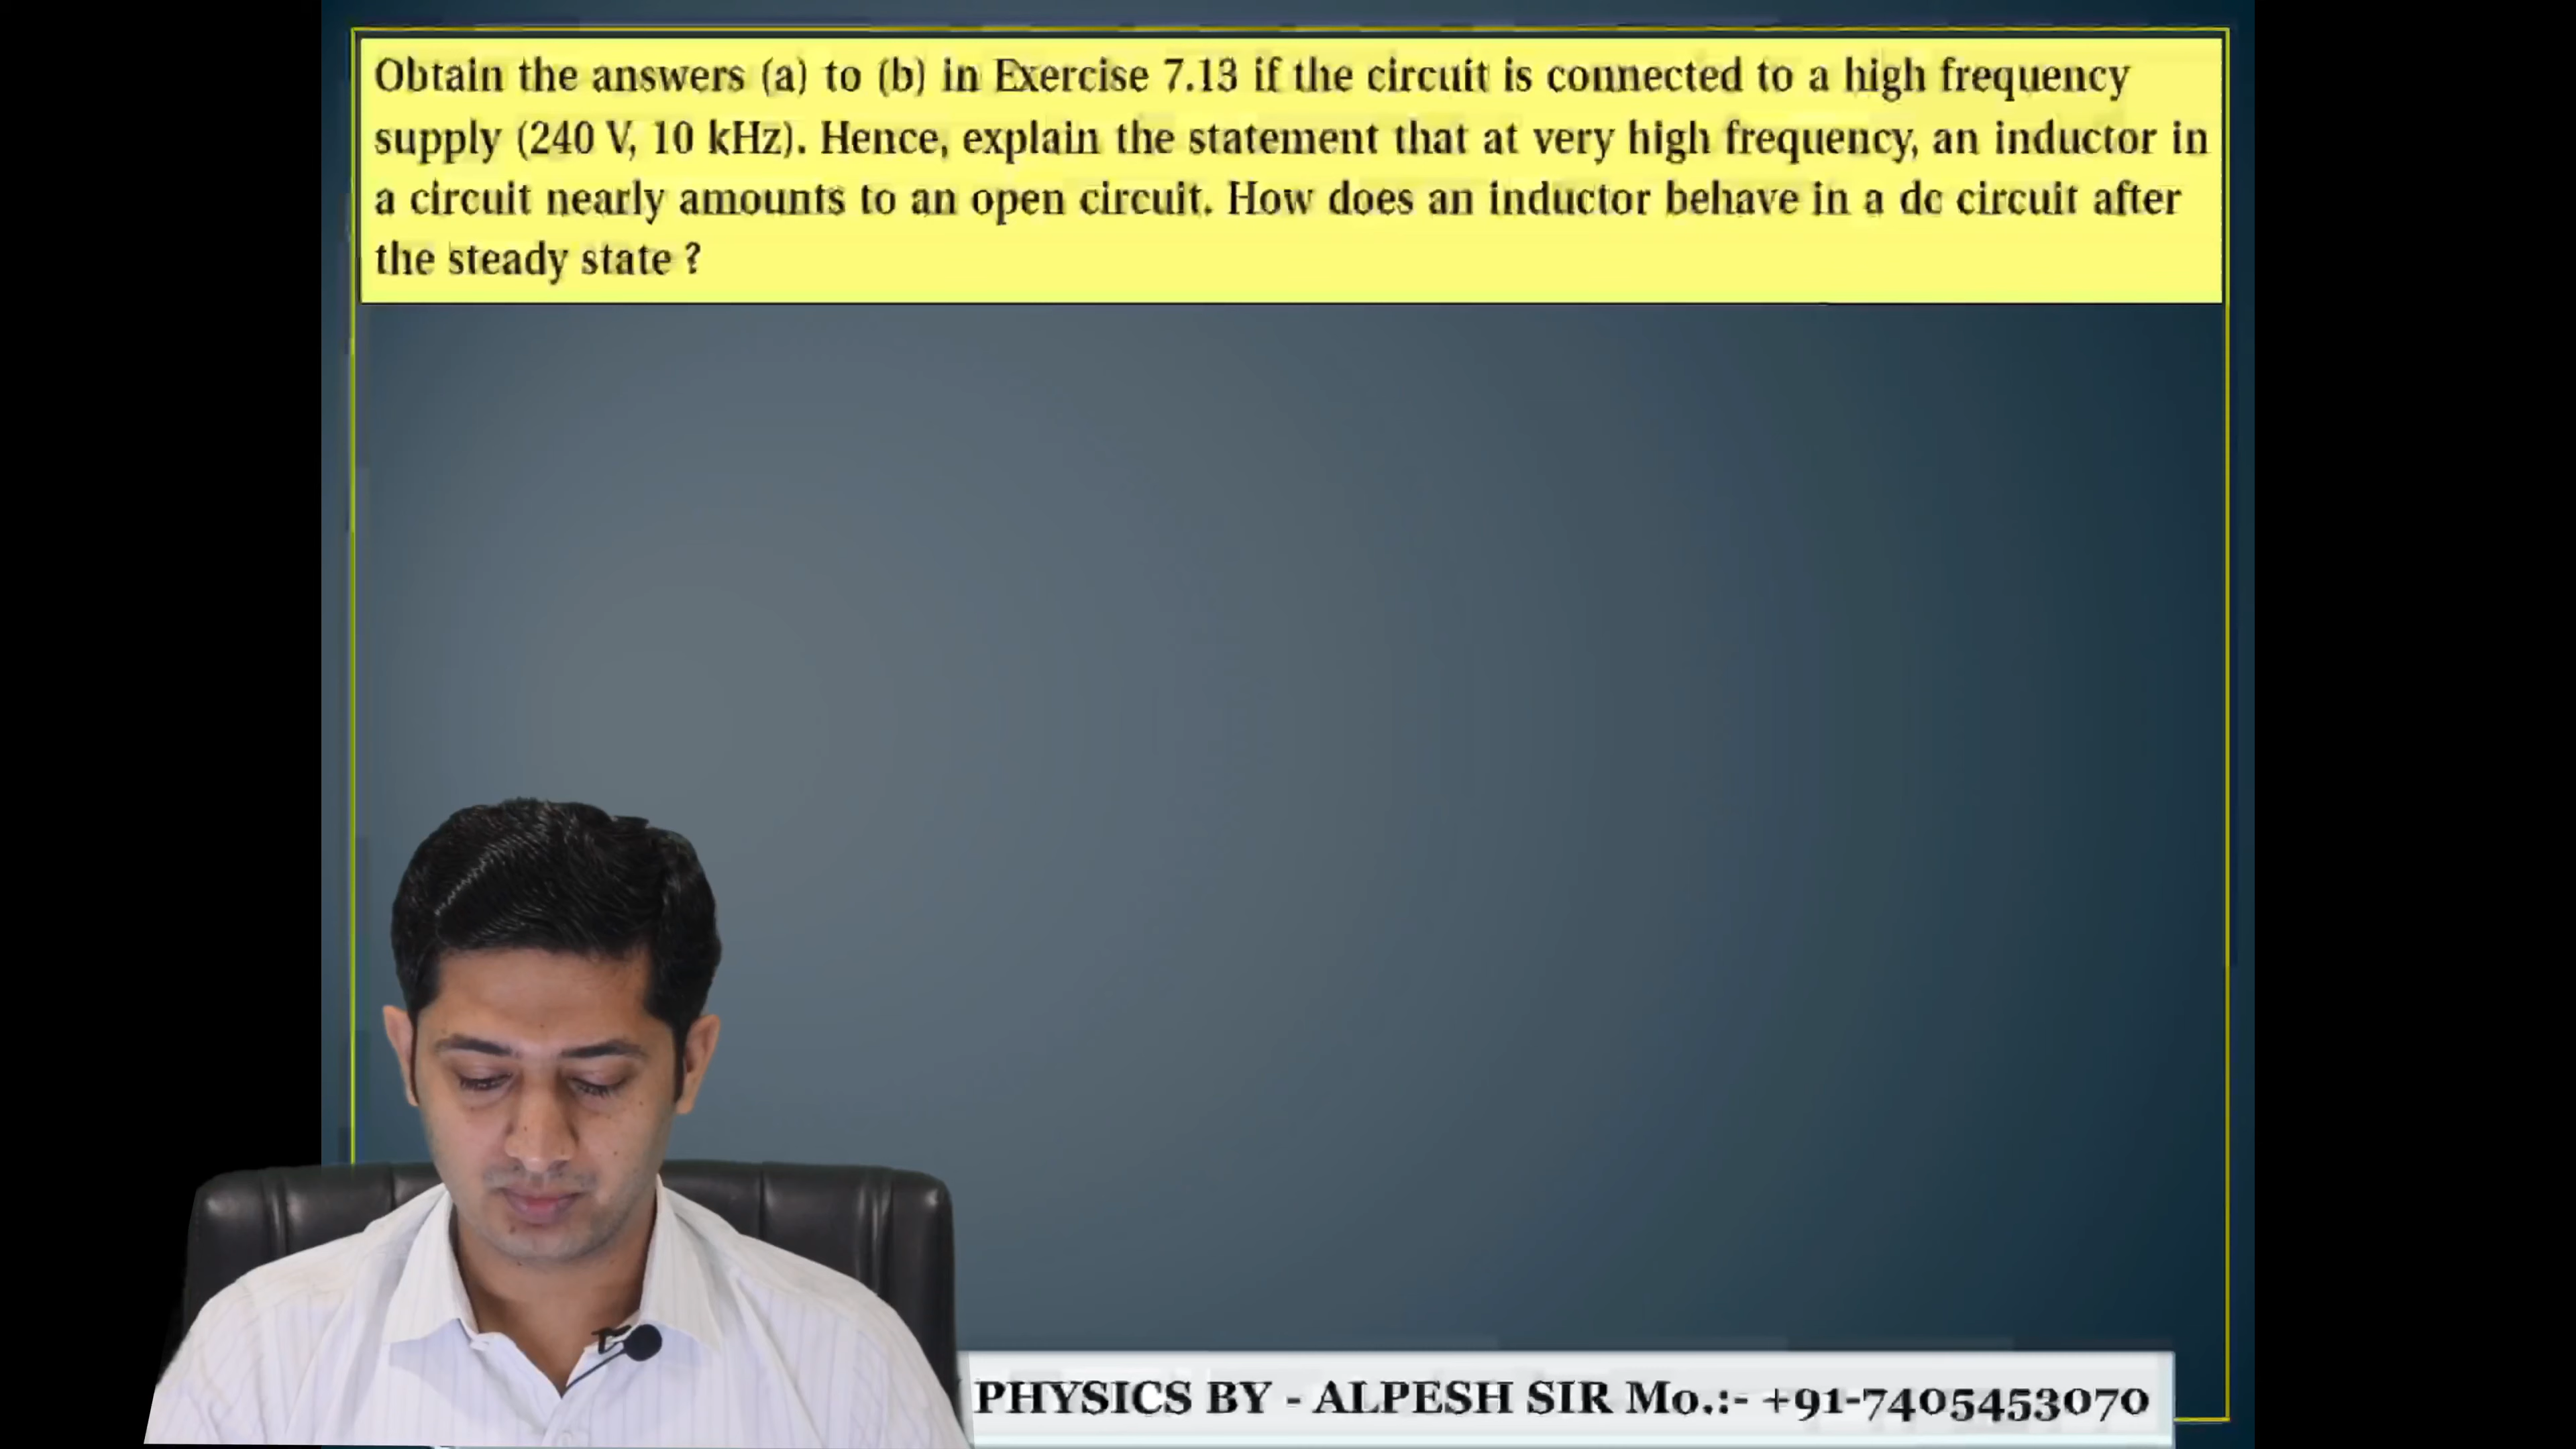 Obtain the answers (a) to (b) in Exercise 7.13 if the circuit is connected to a high frequency
supply (240 V, 10 kHz). Hence, explain the statement that at very high frequency, an inductor in
a circuit nearly amounts to an open circuit. How does an inductor behave in a dc circuit after
the steady state ?
PHYSICS BY - ALPESH SIR Mo.:- +91-7405453070